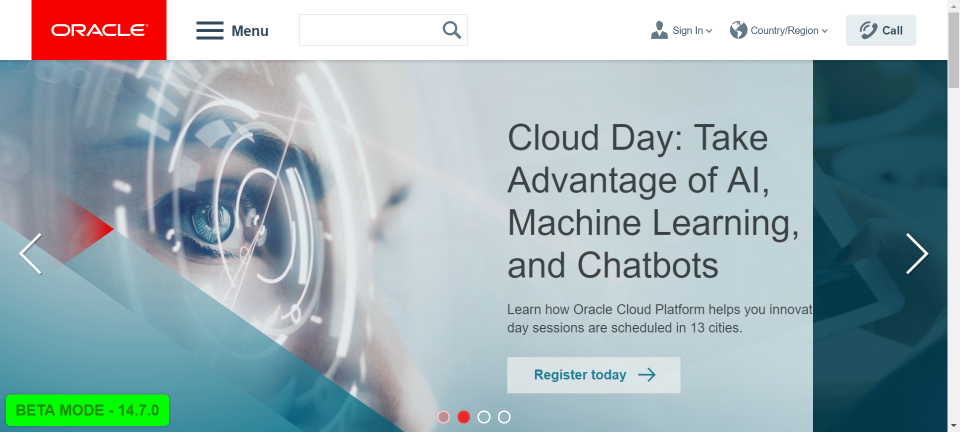 ORACLE
Menu
Sign In
Country/Region
Call
Cloud Day: Take
Advantage of AI,
Machine Learning,
and Chatbots
Learn how Oracle Cloud Platform helps you innovat
day sessions are scheduled in 13 cities.
Register today
BETA MODE - 14.7.0